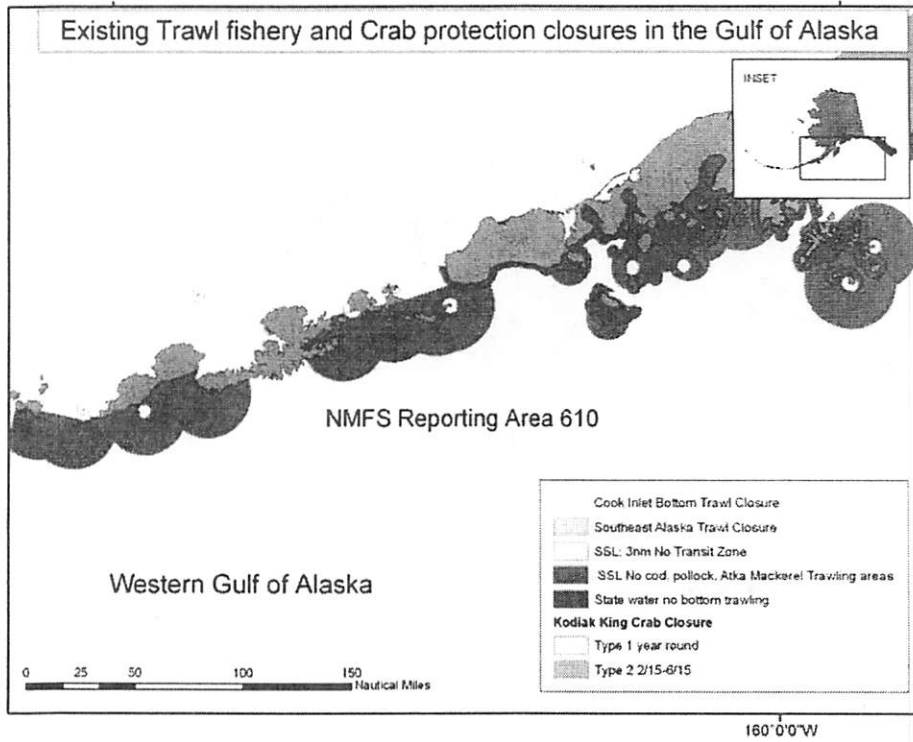 Existing Trawl fishery and Crab protection closures in the Gulf of Alaska
INSET
NMFS Reporting Area 610
Western Gulf of Alaska
Cook Inlet Bottom Trawl Closure
Southeast Alaska Trawl Closure
SSL: 3nm No Transit Zone
SSL No cod, pollock, Atka Mackerel Trawling areas
State water no bottom trawling
Kodiak King Crab Closure
Type 1 year round
Type 2 2/15-6/15
0 25 50 100 150
Nautical Miles
160°0'0"W